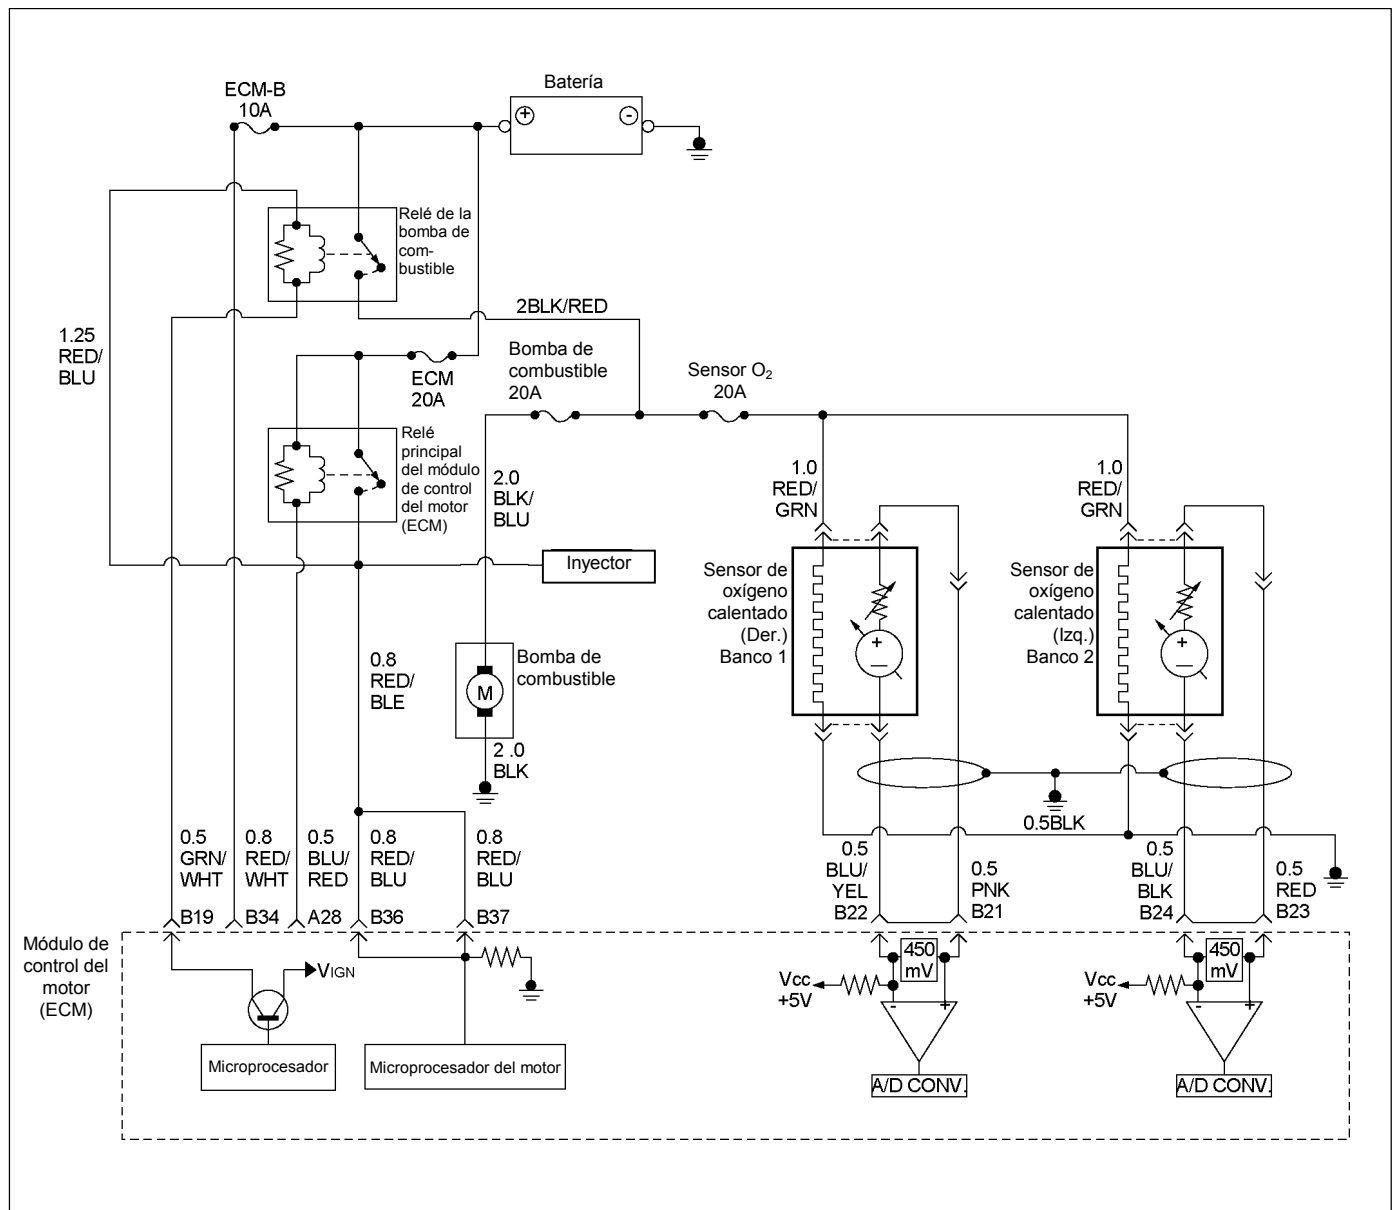 ECM-B
10A
Batería
+
-
Relé de la
bomba de
com-
bustible
1.25
RED/
BLU
2BLK/RED
ECM
20A
Bomba de
combustible
20A
Sensor O₂
20A
Relé
principal
del módulo
de control
del motor
(ECM)
2.0
BLK/
BLU
1.0
RED/
GRN
1.0
RED/
GRN
Inyector
Sensor de
oxígeno
calentado
(Der.)
Banco 1
+
—
Sensor de
oxígeno
calentado
(Izq.)
Banco 2
+
—
0.8
RED/
BLE
Bomba de
combustible
M
2 .0
BLK
0.5BLK
0.5
GRN/
WHT
B19
0.8
RED/
WHT
B34
0.5
BLU/
RED
A28
0.8
RED/
BLU
B36
0.8
RED/
BLU
B37
0.5
BLU/
YEL
B22
0.5
PNK
B21
0.5
BLU/
BLK
B24
0.5
RED
B23
Módulo de
control del
motor
(ECM)
VIGN
Microprocesador
Microprocesador del motor
450
mV
Vcc
+5V
-
+
A/D CONV.
450
mV
Vcc
+5V
-
+
A/D CONV.